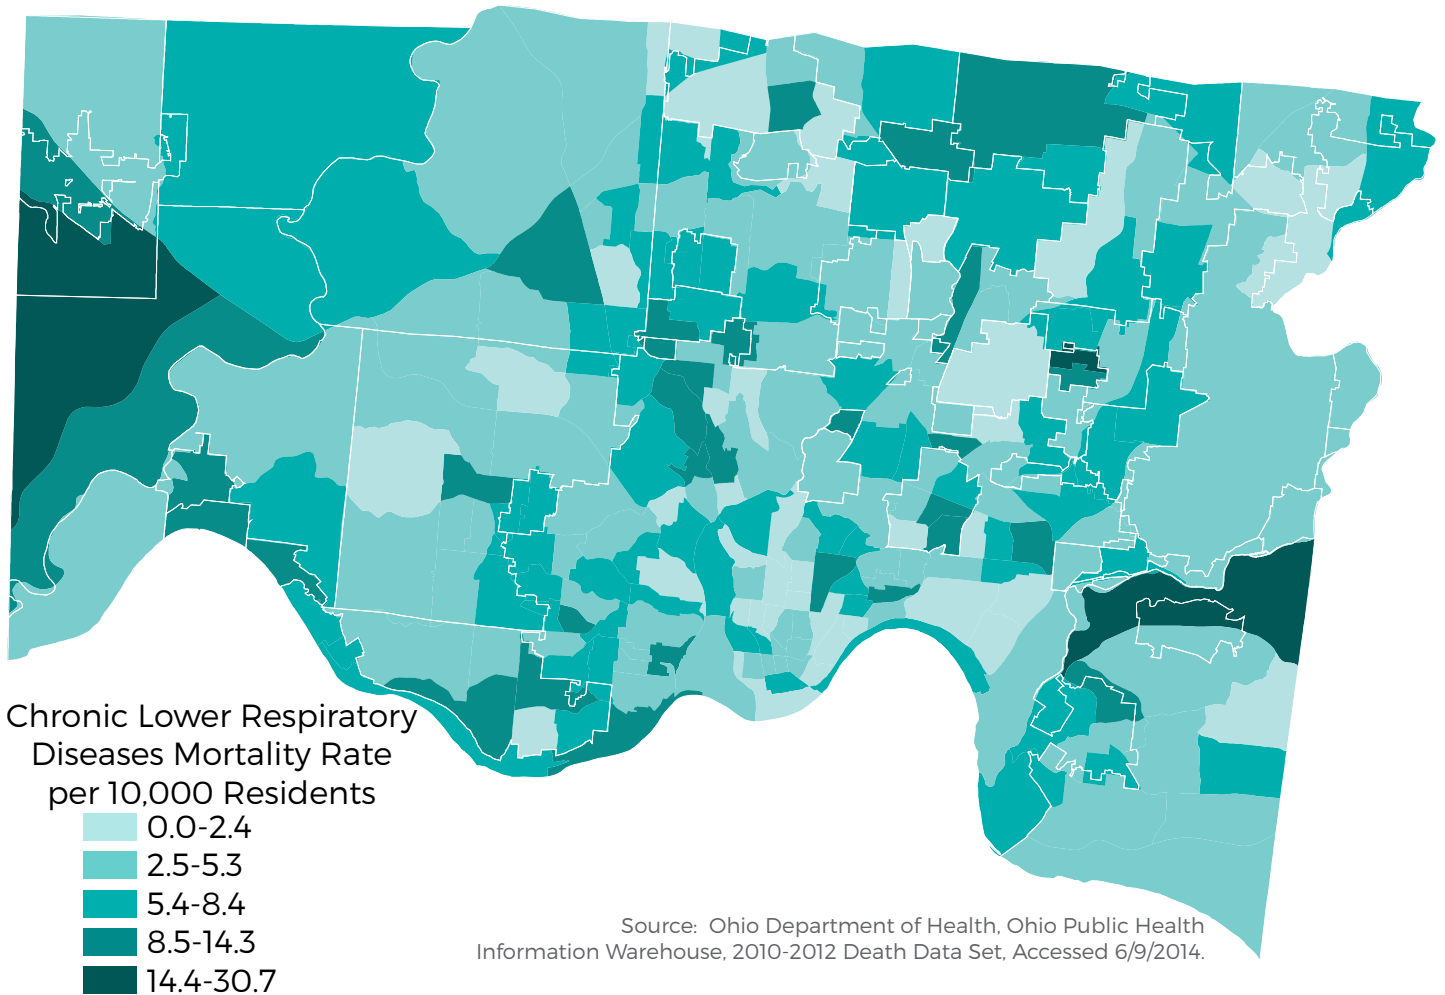 Chronic Lower Respiratory
Diseases Mortality Rate
per 10,000 Residents
0.0-2.4
2.5-5.3
5.4-8.4
8.5-14.3
14.4-30.7
Source:  Ohio Department of Health, Ohio Public Health
Information Warehouse, 2010-2012 Death Data Set, Accessed 6/9/2014.